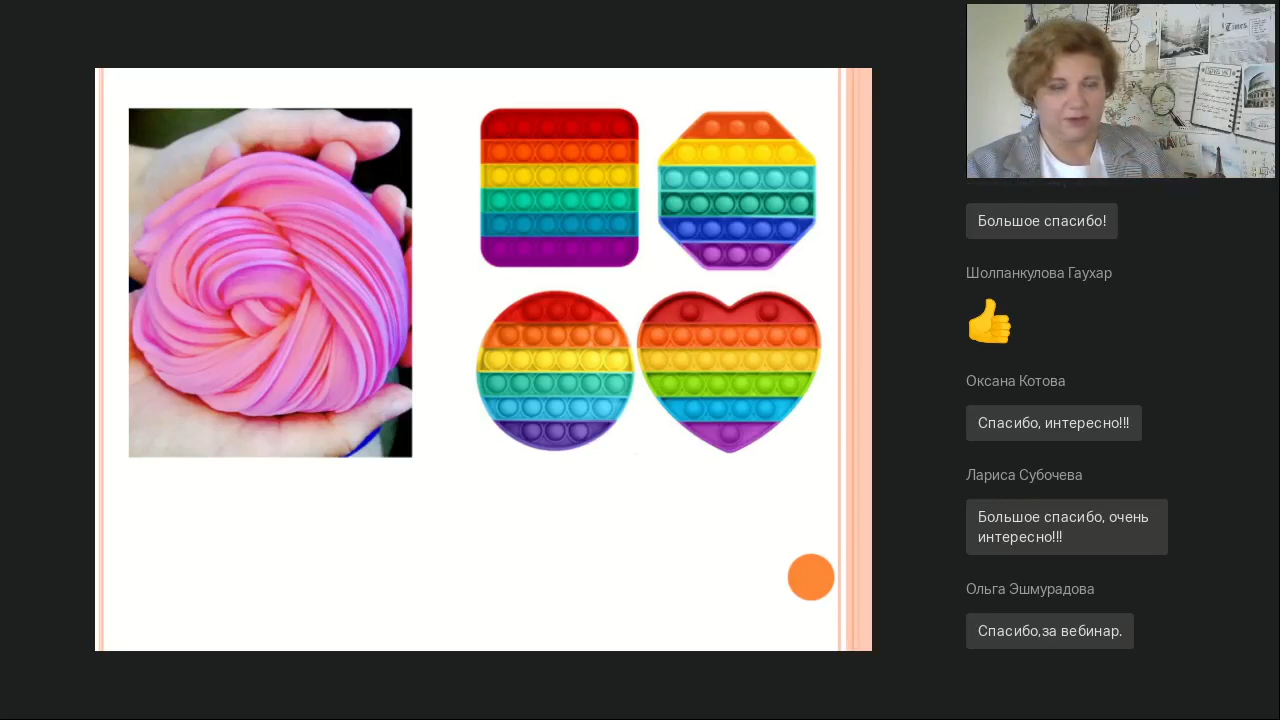 Times
Большое спасибо!
Шолпанкулова Гаухар
Оксана Котова
Спасибо, интересно!!!
Лариса Субочева
Большое спасибо, очень
интересно!!!
Ольга Эшмурадова
Спасибо,за вебинар.